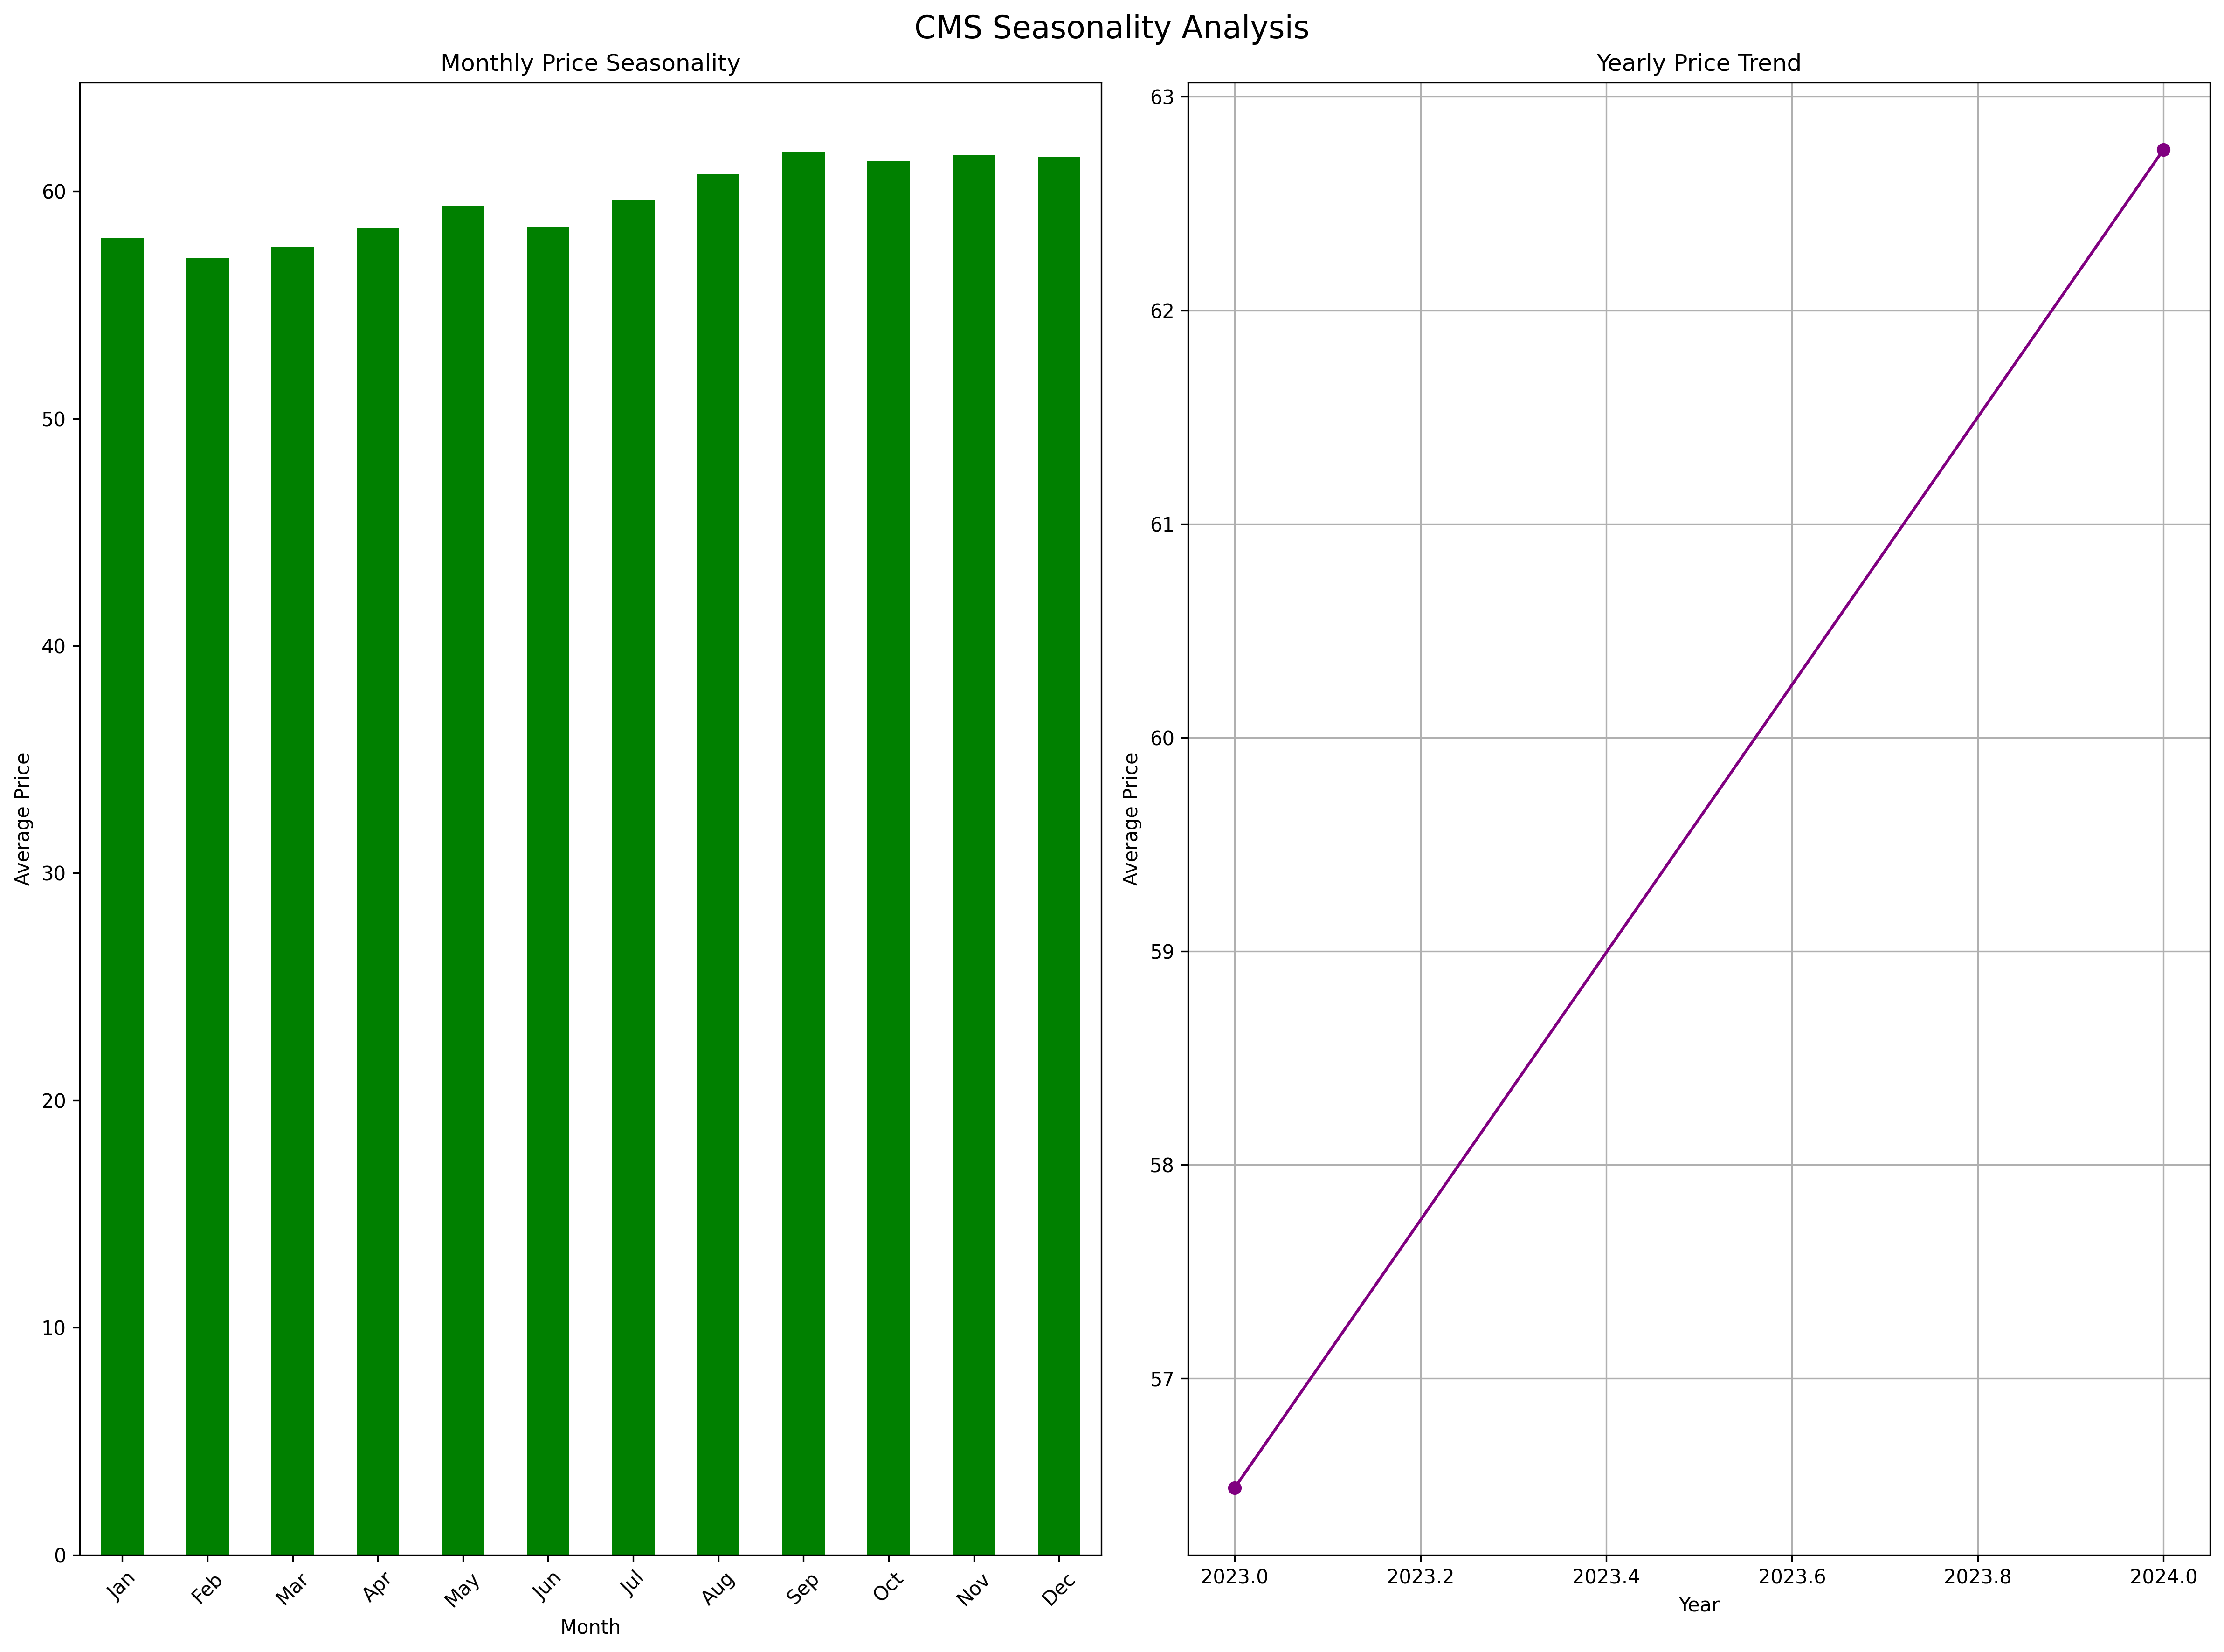 CMS Seasonality Analysis
Monthly Price Seasonality
Average Price
60
50
40
30
20
10
0
Jan
Feb
Mar
Apr
May
Jun
Jul
Aug
Sep
Oct
Nov
Dec
Month
Yearly Price Trend
Average Price
63
62
61
60
59
58
57
2023.0
2023.2
2023.4
2023.6
2023.8
2024.0
Year